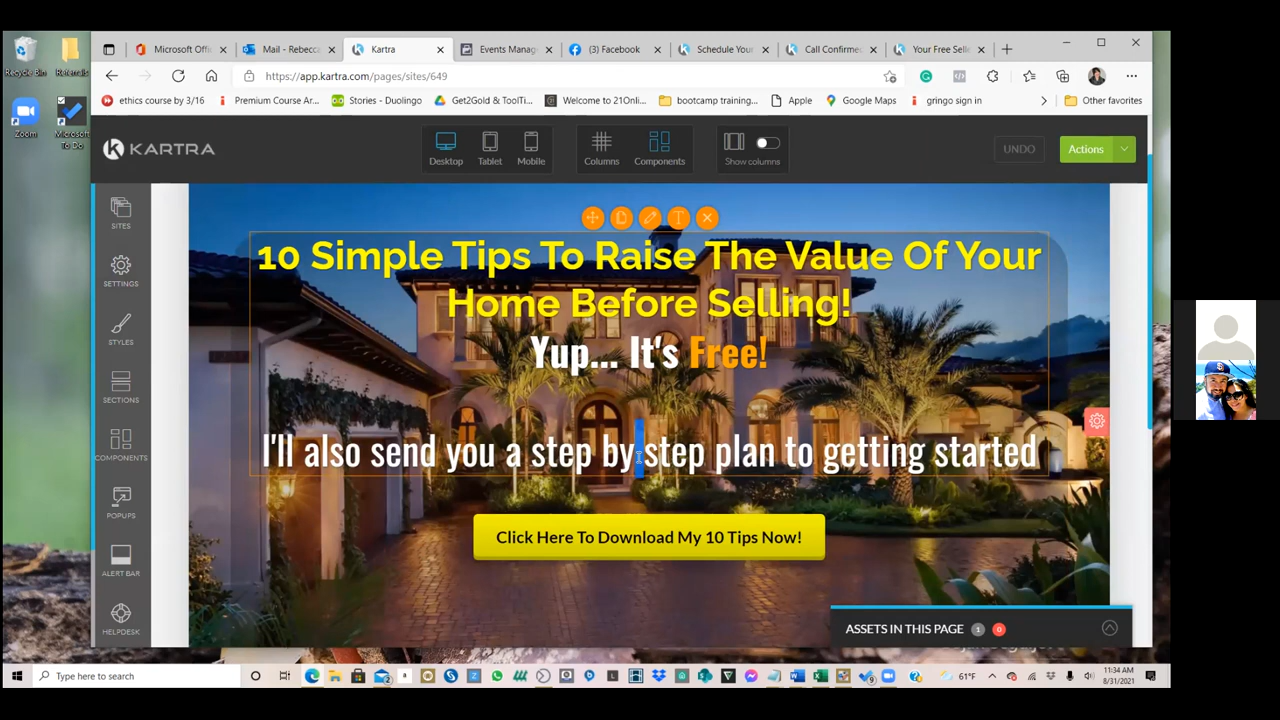 Recycle Bin
Referrals
Zoom
Microsoft To Do
Microsoft Offi
Mail - Rebecca
Kartra
Events Manag
(3) Facebook
Schedule Your
Call Confirmed
Your Free Selle
https://app.kartra.com/pages/sites/649
ethics course by 3/16
Premium Course Ar...
Stories - Duolingo
Get2Gold & ToolTi...
Welcome to 21Onli...
bootcamp training...
Apple
Google Maps
gringo sign in
Other favorites
KARTRA
Desktop
Tablet
Mobile
Columns
Components
Show columns
UNDO
Actions
SITES
SETTINGS
STYLES
SECTIONS
COMPONENTS
POPUPS
ALERT BAR
HELPDESK
10 Simple Tips To Raise The Value Of Your
Home Before Selling!
Yup... It's Free!
I'll also send you a step by step plan to getting started
Click Here To Download My 10 Tips Now!
ASSETS IN THIS PAGE 1 0
Type here to search
61°F
11:34 AM
8/31/2021